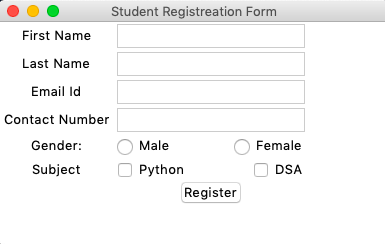 Student Registreation Form
First Name
Last Name
Email Id
Contact Number
Gender: Male Female
Subject Python DSA
Register